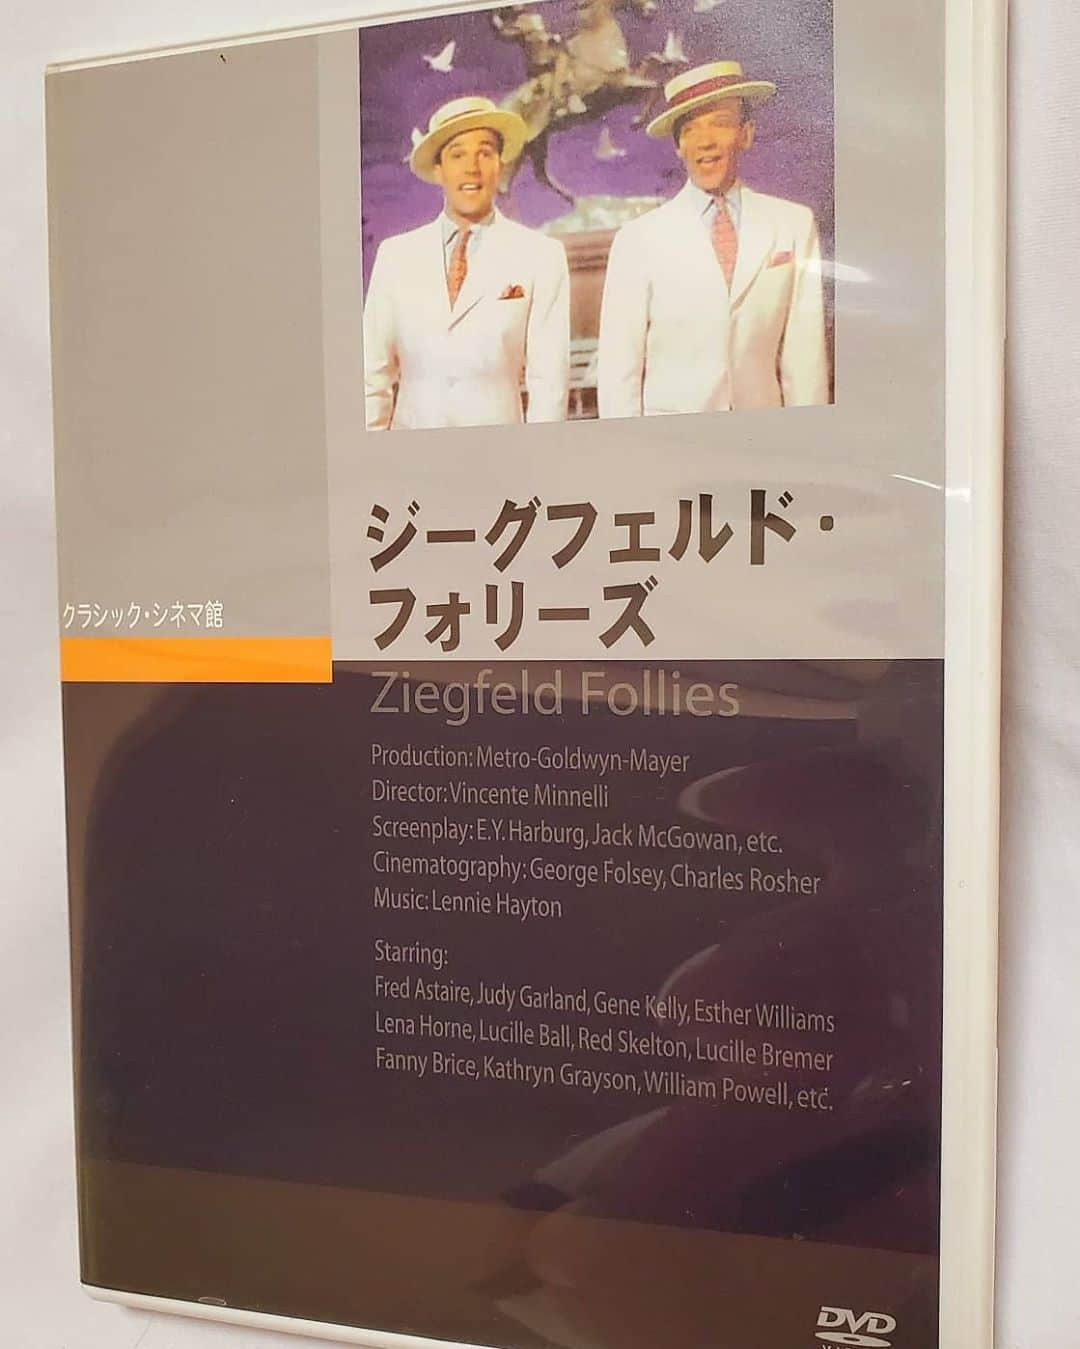 クラシック・シネマ館
ジーグフェルド・
フォリーズ
Ziegfeld Follies
Production: Metro-Goldwyn-Mayer
Director: Vincente Minnelli
Screenplay: E.Y. Harburg, Jack McGowan, etc.
Cinematography: George Folsey, Charles Rosher
Music: Lennie Hayton
Starring:
Fred Astaire, Judy Garland, Gene Kelly, Esther Williams
Lena Horne, Lucille Ball, Red Skelton, Lucille Bremer
Fanny Brice, Kathryn Grayson, William Powell, etc.
DVD